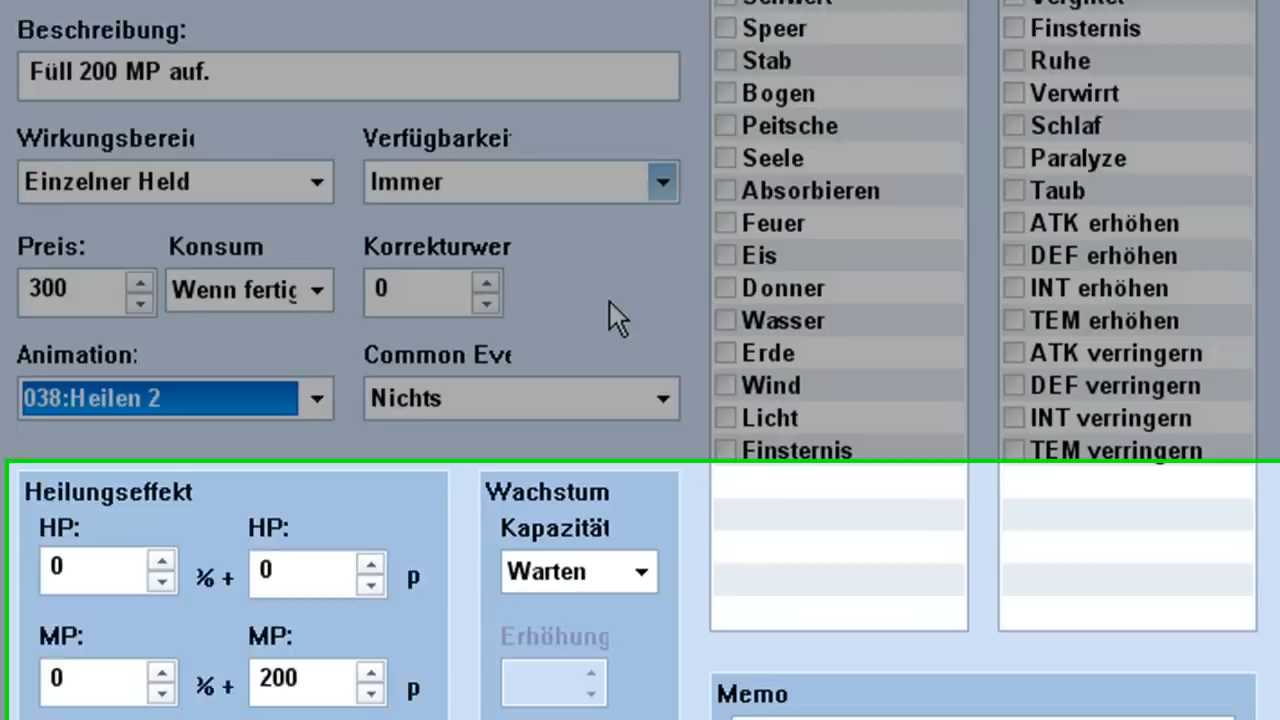 Beschreibung:
Füll 200 MP auf.
Wirkungsbereic
Verfügbarkei
Einzelner Held
Immer
Preis:
Konsum
Korrekturwer
300
Wenn fertig
0
Animation:
Common Eve
038:Heilen 2
Nichts
Heilungseffekt
HP:
HP:
0
% +
0
p
MP:
MP:
0
% +
200
p
Wachstum
Kapazität
Warten
Erhöhung
Schwert
Speer
Stab
Bogen
Peitsche
Seele
Absorbieren
Feuer
Eis
Donner
Wasser
Erde
Wind
Licht
Finsternis
Vergiftet
Finsternis
Ruhe
Verwirrt
Schlaf
Paralyze
Taub
ATK erhöhen
DEF erhöhen
INT erhöhen
TEM erhöhen
ATK verringern
DEF verringern
INT verringern
TEM verringern
Memo